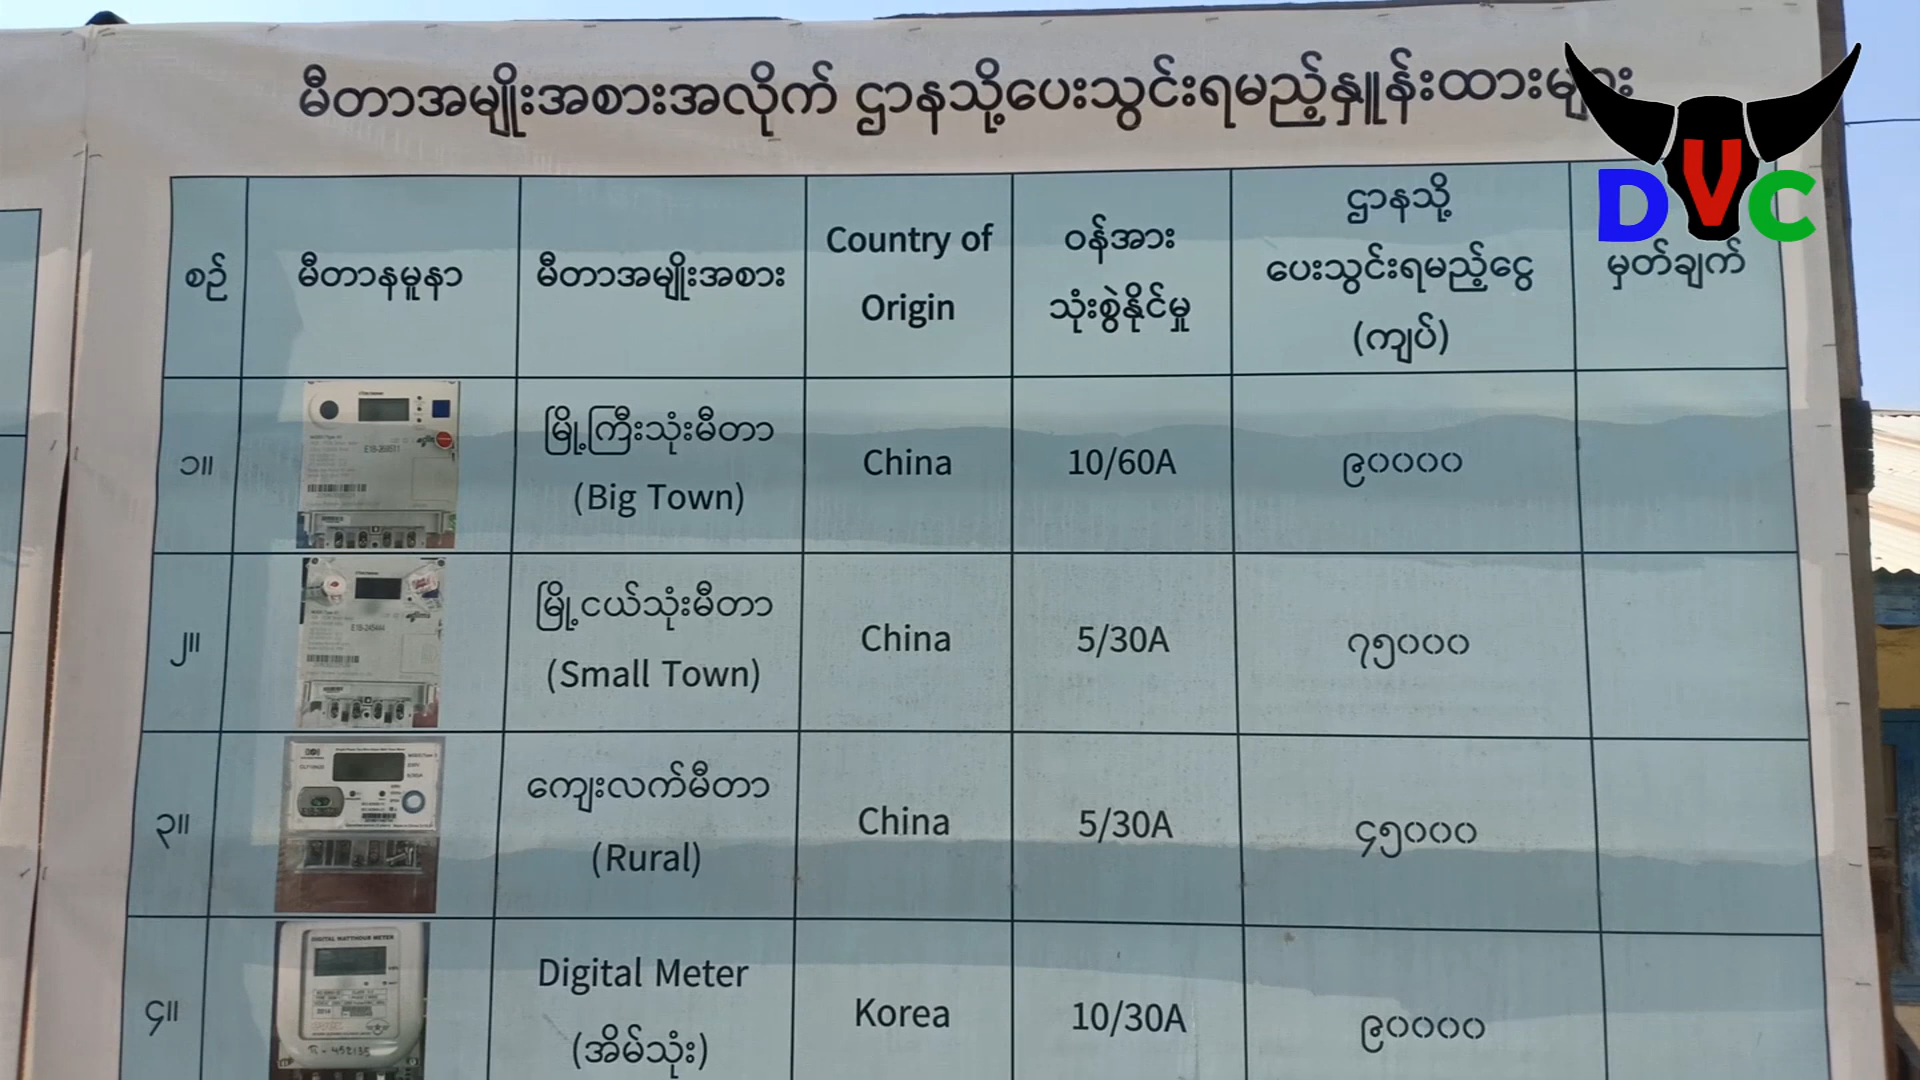 မီတာအမျိုးအစားအလိုက် ဌာနသို့ပေးသွင်းရမည့်နှုန်းထားများ
DVC
စဉ်
မီတာနမူနာ
မီတာအမျိုးအစား
Country of
Origin
ဝန်အား
သုံးစွဲနိုင်မှု
ဌာနသို့
ပေးသွင်းရမည့်ငွေ
(ကျပ်)
မှတ်ချက်
၁။
မြို့ကြီးသုံးမီတာ
(Big Town)
China
10/60A
၉၀၀၀၀
၂။
မြို့ငယ်သုံးမီတာ
(Small Town)
China
5/30A
၇၅၀၀၀
၃။
ကျေးလက်မီတာ
(Rural)
China
5/30A
၄၅၀၀၀
၄။
DIGITAL WATTHOUR METER
Digital Meter
(အိမ်သုံး)
Korea
10/30A
၉၀၀၀၀